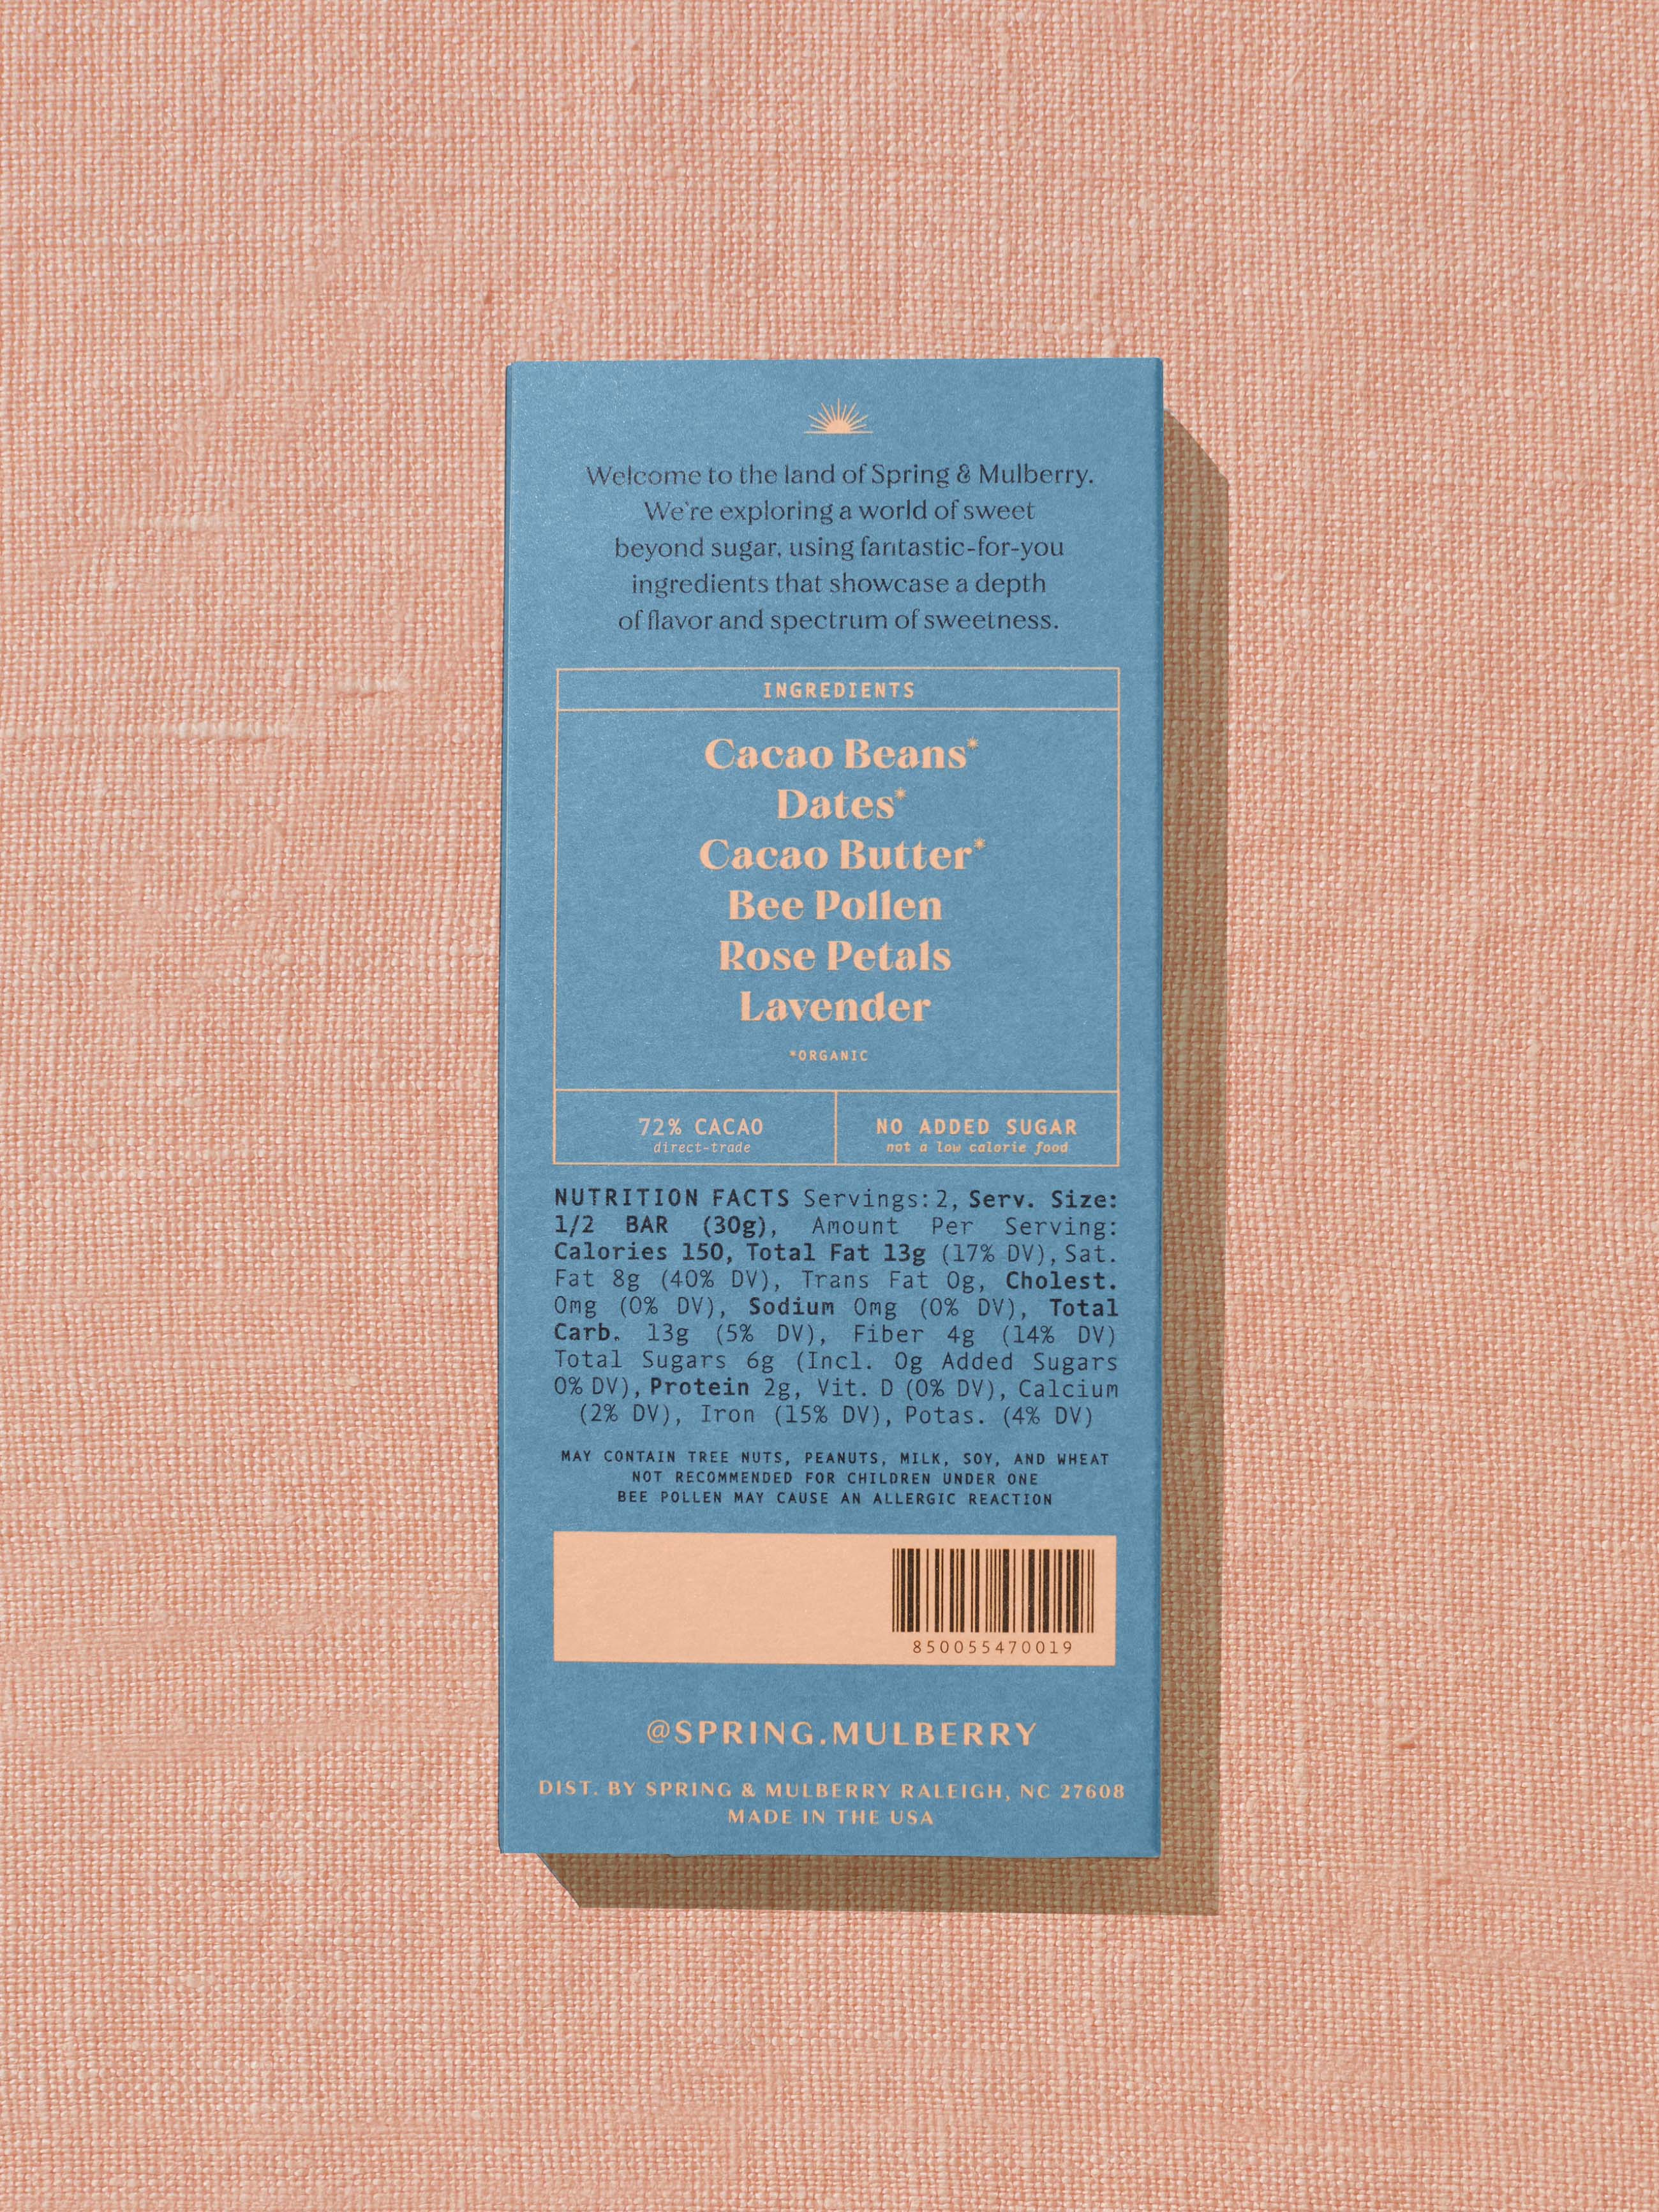 Welcome to the land of Spring & Mulberry.
We're exploring a world of sweet
beyond sugar, using fantastic-for-you
ingredients that showcase a depth
of flavor and spectrum of sweetness.
INGREDIENTS
Cacao Beans*
Dates*
Cacao Butter*
Bee Pollen
Rose Petals
Lavender
*ORGANIC
72% CACAO
direct-trade
NO ADDED SUGAR
not a low calorie food
NUTRITION FACTS Servings: 2, Serv. Size:
1/2 BAR (30g), Amount Per Serving:
Calories 150, Total Fat 13g (17% DV), Sat.
Fat 8g (40% DV), Trans Fat 0g, Cholest.
0mg (0% DV), Sodium 0mg (0% DV), Total
Carb. 13g (5% DV), Fiber 4g (14% DV)
Total Sugars 6g (Incl. 0g Added Sugars
0% DV), Protein 2g, Vit. D (0% DV), Calcium
(2% DV), Iron (15% DV), Potas. (4% DV)
MAY CONTAIN TREE NUTS, PEANUTS, MILK, SOY, AND WHEAT
NOT RECOMMENDED FOR CHILDREN UNDER ONE
BEE POLLEN MAY CAUSE AN ALLERGIC REACTION
850055470019
@SPRING.MULBERRY
DIST. BY SPRING & MULBERRY RALEIGH, NC 27608
MADE IN THE USA